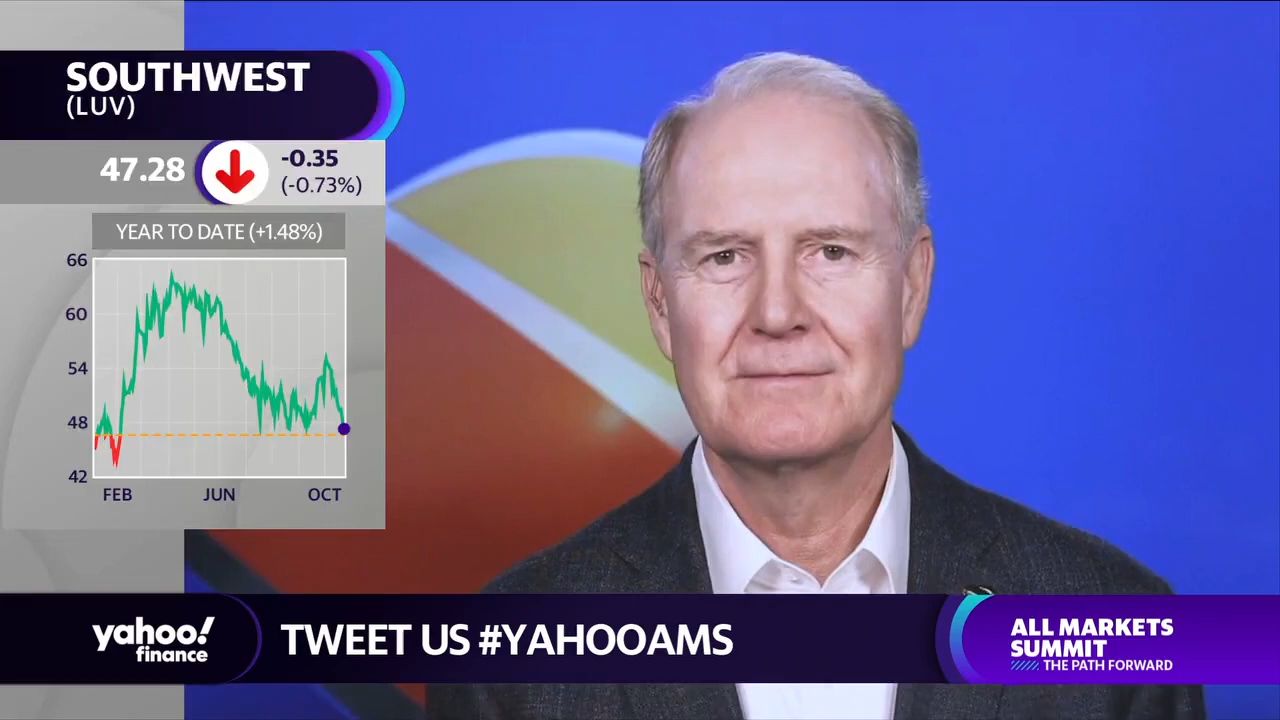 SOUTHWEST
(LUV)
47.28
-0.35
(-0.73%)
YEAR TO DATE (+1.48%)
66
60
54
48
42
FEB JUN OCT
yahoo!
finance
TWEET US #YAHOOAMS
ALL MARKETS
SUMMIT
THE PATH FORWARD